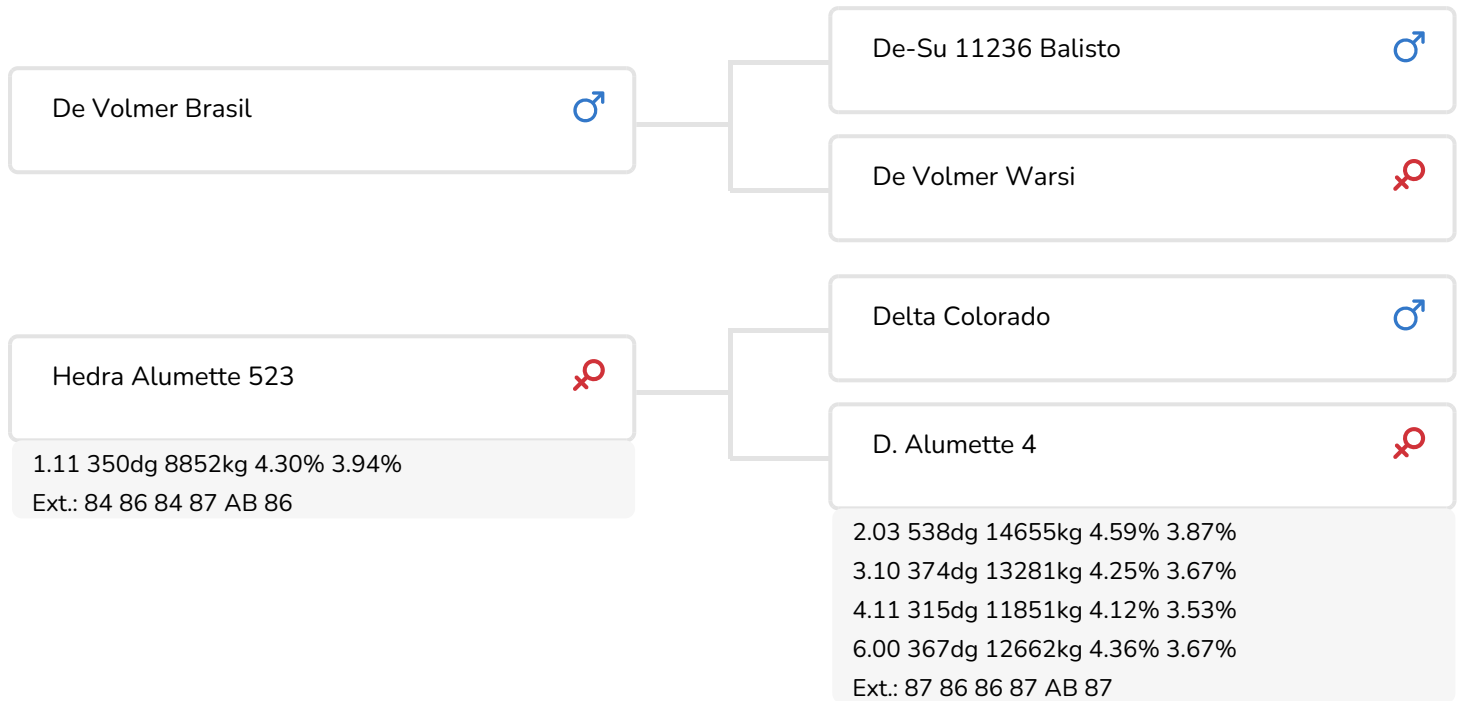 De Volmer Brasil
De-Su 11236 Balisto
De Volmer Warsi
Hedra Alumette 523
1.11 350dg 8852kg 4.30% 3.94%
Ext.: 84 86 84 87 AB 86
Delta Colorado
D. Alumette 4
2.03 538dg 14655kg 4.59% 3.87%
3.10 374dg 13281kg 4.25% 3.67%
4.11 315dg 11851kg 4.12% 3.53%
6.00 367dg 12662kg 4.36% 3.67%
Ext.: 87 86 86 87 AB 87